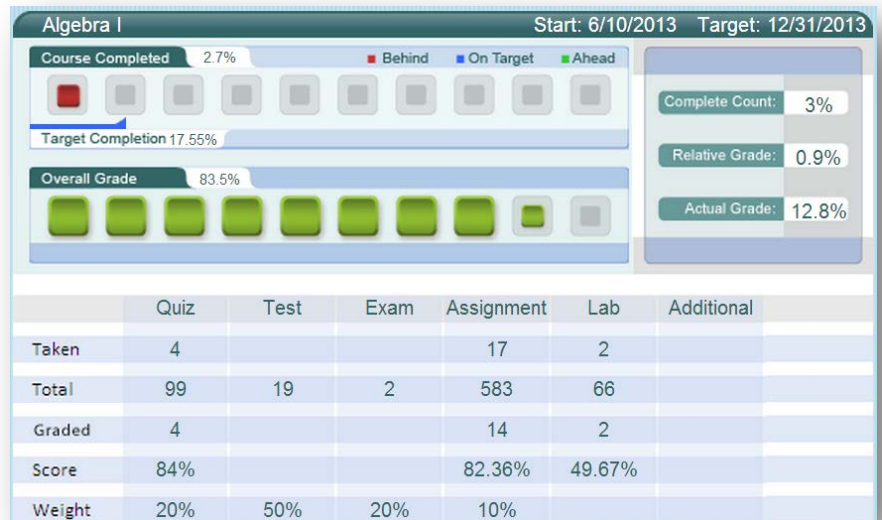 Algebra I Start: 6/10/2013 Target: 12/31/2013
Course Completed 2.7% Behind On Target Ahead
Target Completion 17.55%
Overall Grade 83.5%
Complete Count: 3%
Relative Grade: 0.9%
Actual Grade: 12.8%
Quiz Test Exam Assignment Lab Additional
Taken 4 17 2
Total 99 19 2 583 66
Graded 4 14 2
Score 84% 82.36% 49.67%
Weight 20% 50% 20% 10%